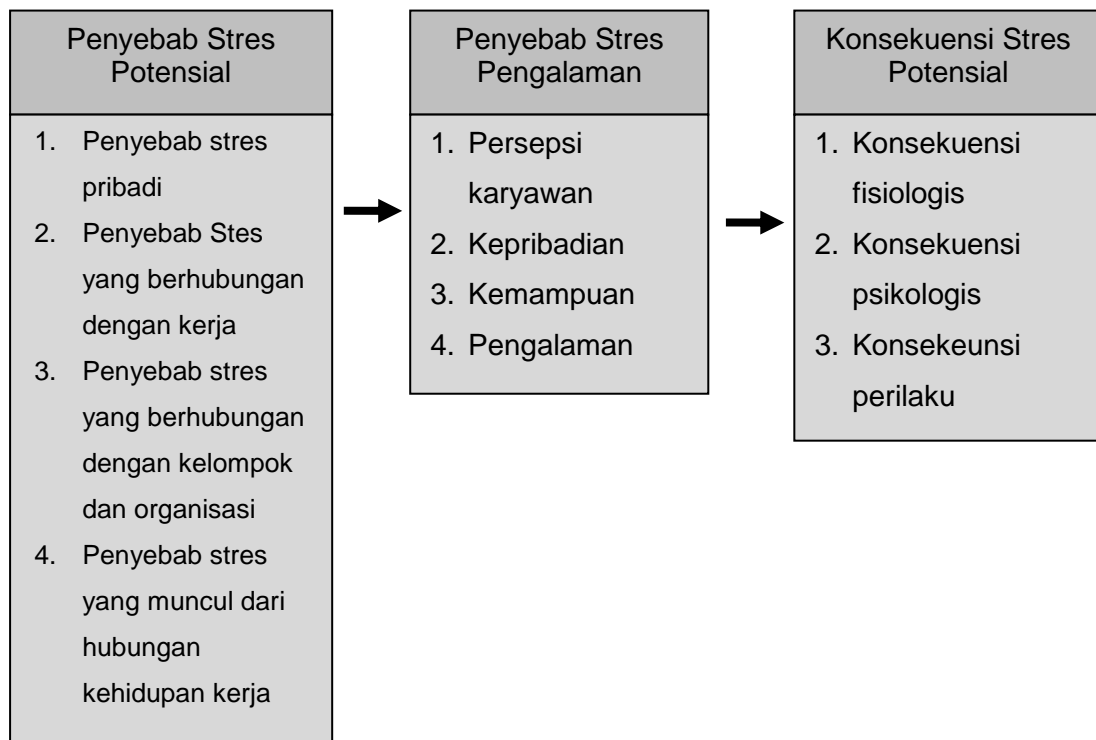 Penyebab Stres
Potensial
1. Penyebab stres
pribadi
2. Penyebab Stes
yang berhubungan
dengan kerja
3. Penyebab stres
yang berhubungan
dengan kelompok
dan organisasi
4. Penyebab stres
yang muncul dari
hubungan
kehidupan kerja
Penyebab Stres
Pengalaman
1. Persepsi
karyawan
2. Kepribadian
3. Kemampuan
4. Pengalaman
Konsekuensi Stres
Potensial
1. Konsekuensi
fisiologis
2. Konsekuensi
psikologis
3. Konsekeunsi
perilaku